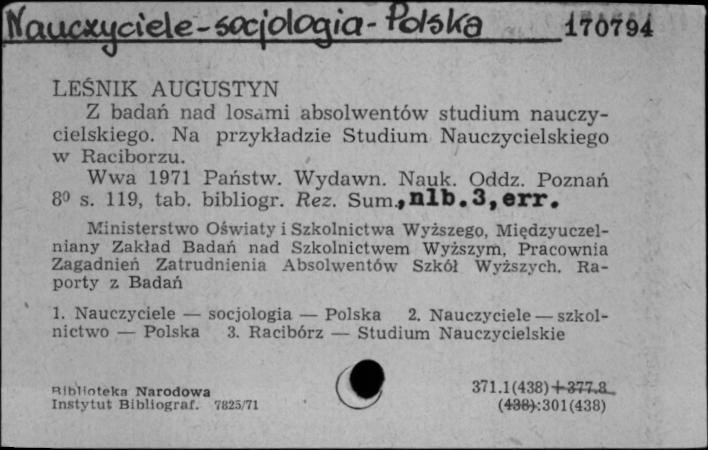 Nauczyciele-socjologia-Polska 170794
LEŚNIK AUGUSTYN
Z badań nad losami absolwentów studium nauczy-
cielskiego. Na przykładzie Studium Nauczycielskiego
w Raciborzu.
Wwa 1971 Państw. Wydawn. Nauk. Oddz. Poznań
8⁰ s. 119, tab. bibliogr. Rez. Sum., nlb.3, err.
Ministerstwo Oświaty i Szkolnictwa Wyższego, Międzyuczel-
niany Zakład Badań nad Szkolnictwem Wyższym, Pracownia
Zagadnień Zatrudnienia Absolwentów Szkół Wyższych. Ra-
porty z Badań
1. Nauczyciele — socjologia — Polska 2. Nauczyciele — szkol-
nictwo — Polska 3. Racibórz — Studium Nauczycielskie
Biblioteka Narodowa 371.1(438)+377.8
Instytut Bibliograf. 7825/71 (438):301(438)